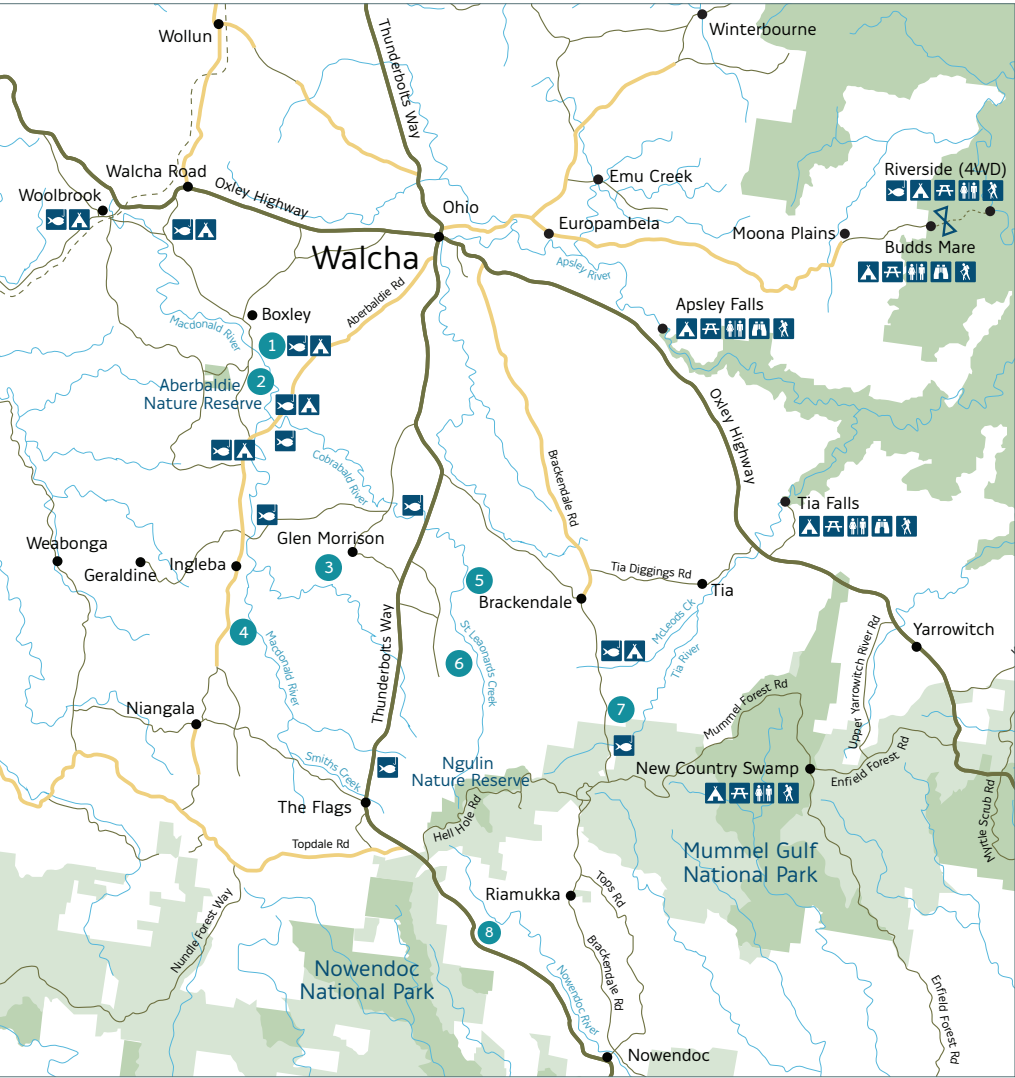 Wollun
Thunderbolts Way
Winterbourne
Walcha Road
Woolbrook
Oxley Highway
Ohio
Emu Creek
Riverside (4WD)
Europambela
Moona Plains
Budds Mare
Walcha
Apsley River
Aberbaldie Rd
Apsley Falls
Boxley
Macdonald River
1
2
Aberbaldie
Nature Reserve
Oxley Highway
Brackendale Rd
Cobrabald River
Tia Falls
Weabonga
Geraldine
Ingleba
Glen Morrison
3
5
Tia Diggings Rd
Tia
Brackendale
McLeods Ck
4
Macdonald River
Thunderbolts Way
St Leaonards Creek
6
Tia River
Upper Yarrowitch River Rd
Yarrowitch
Niangala
7
Mummel Forest Rd
Smiths Creek
Ngulin
Nature Reserve
New Country Swamp
Enfield Forest Rd
The Flags
Hell Hole Rd
Myrtle Scrub Rd
Topdale Rd
Mummel Gulf
National Park
Riamukka
Tops Rd
Nundle Forest Way
8
Brackendale Rd
Nowendoc
National Park
Nowendoc River
Enfield Forest Rd
Nowendoc